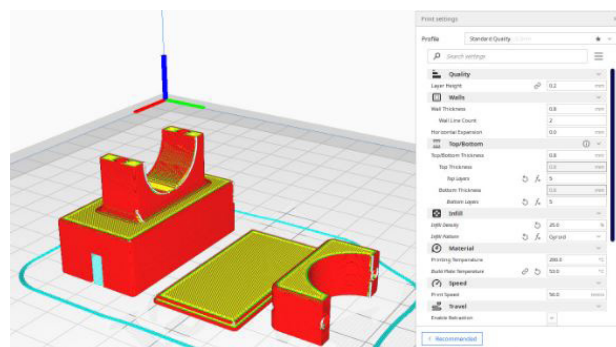 Print settings
Profile Standard Quality
Search settings
Quality
Layer Height 0.2 mm
Walls
Wall Thickness 0.8 mm
Wall Line Count 2
Horizontal Expansion 0.0 mm
Top/Bottom
Top/Bottom Thickness 0.8 mm
Top Thickness 0.8 mm
Top Layers 5
Bottom Thickness 0.8 mm
Bottom Layers 5
Infill
Infill Density 20.0 %
Infill Pattern Gyroid
Material
Printing Temperature 200.0 °C
Build Plate Temperature 50.0 °C
Speed
Print Speed 50.0 mm/s
Travel
Enable Retraction
Recommended